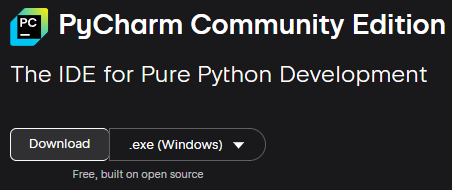 PC
PyCharm Community Edition
The IDE for Pure Python Development
Download
.exe (Windows)
Free, built on open source